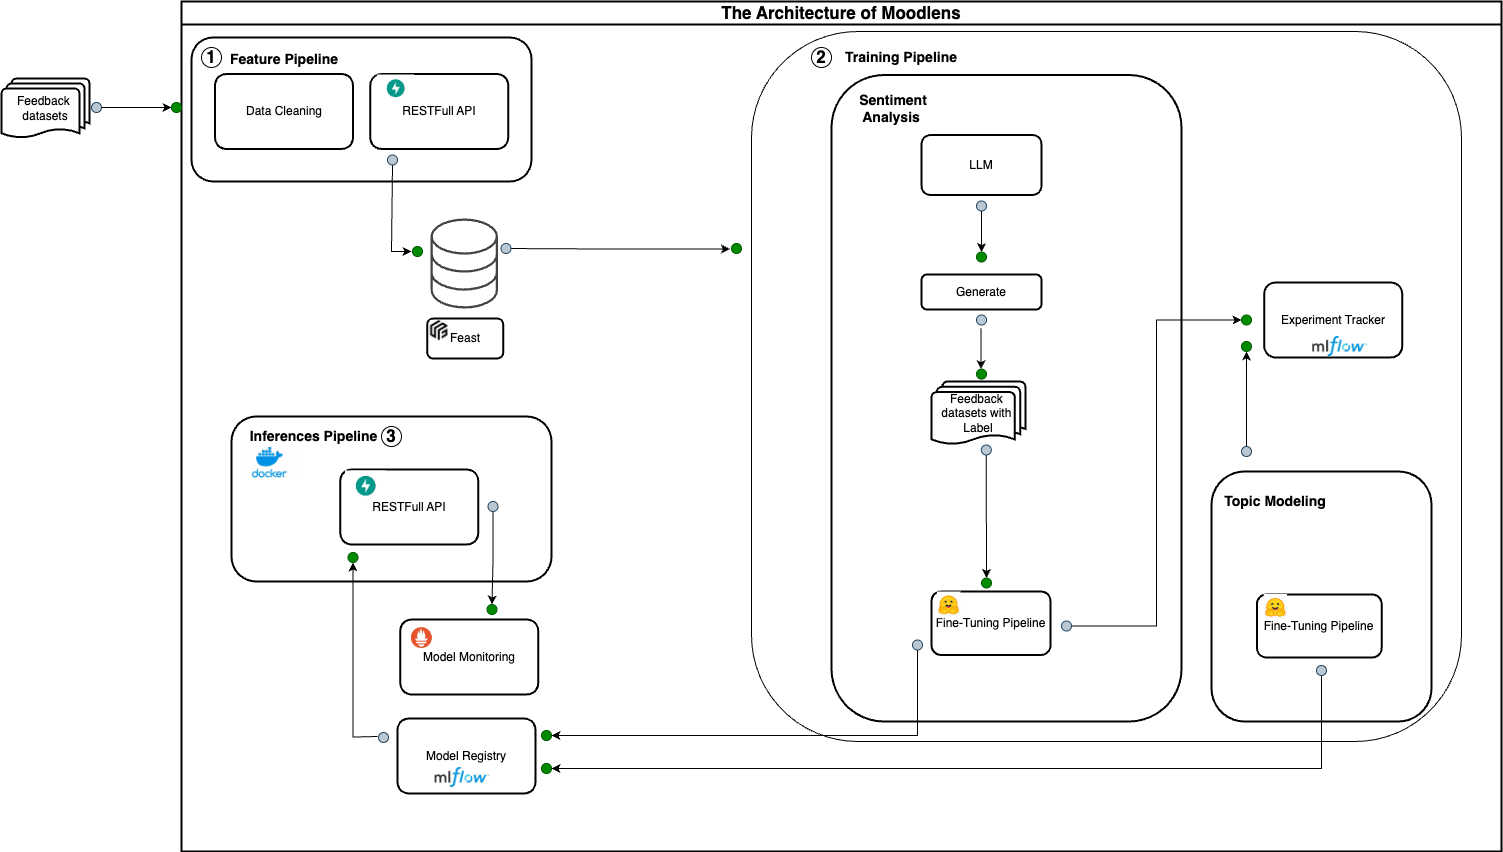 The Architecture of Moodlens
Feedback
datasets
1
Feature Pipeline
Data Cleaning
RESTFull API
Feast
2
Training Pipeline
Sentiment
Analysis
LLM
Generate
Feedback
datasets with
Label
Fine-Tuning Pipeline
Experiment Tracker
mlflow
Topic Modeling
Fine-Tuning Pipeline
Inferences Pipeline 3
docker
RESTFull API
Model Monitoring
Model Registry
mlflow